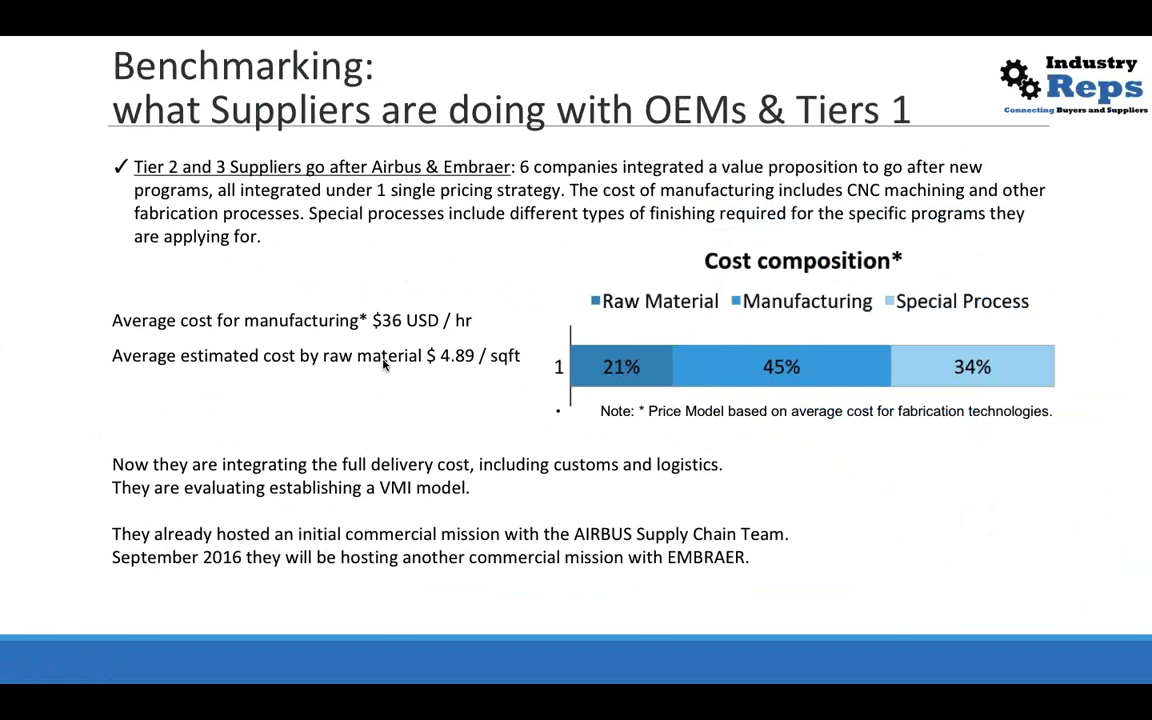 Benchmarking:
what Suppliers are doing with OEMs & Tiers 1
Industry
Reps
Connecting Buyers and Suppliers
✓ Tier 2 and 3 Suppliers go after Airbus & Embraer: 6 companies integrated a value proposition to go after new
programs, all integrated under 1 single pricing strategy. The cost of manufacturing includes CNC machining and other
fabrication processes. Special processes include different types of finishing required for the specific programs they
are applying for.
Cost composition*
Raw Material Manufacturing Special Process
Average cost for manufacturing* $36 USD / hr
Average estimated cost by raw material $ 4.89 / sqft
1 21% 45% 34%
• Note: * Price Model based on average cost for fabrication technologies.
Now they are integrating the full delivery cost, including customs and logistics.
They are evaluating establishing a VMI model.
They already hosted an initial commercial mission with the AIRBUS Supply Chain Team.
September 2016 they will be hosting another commercial mission with EMBRAER.